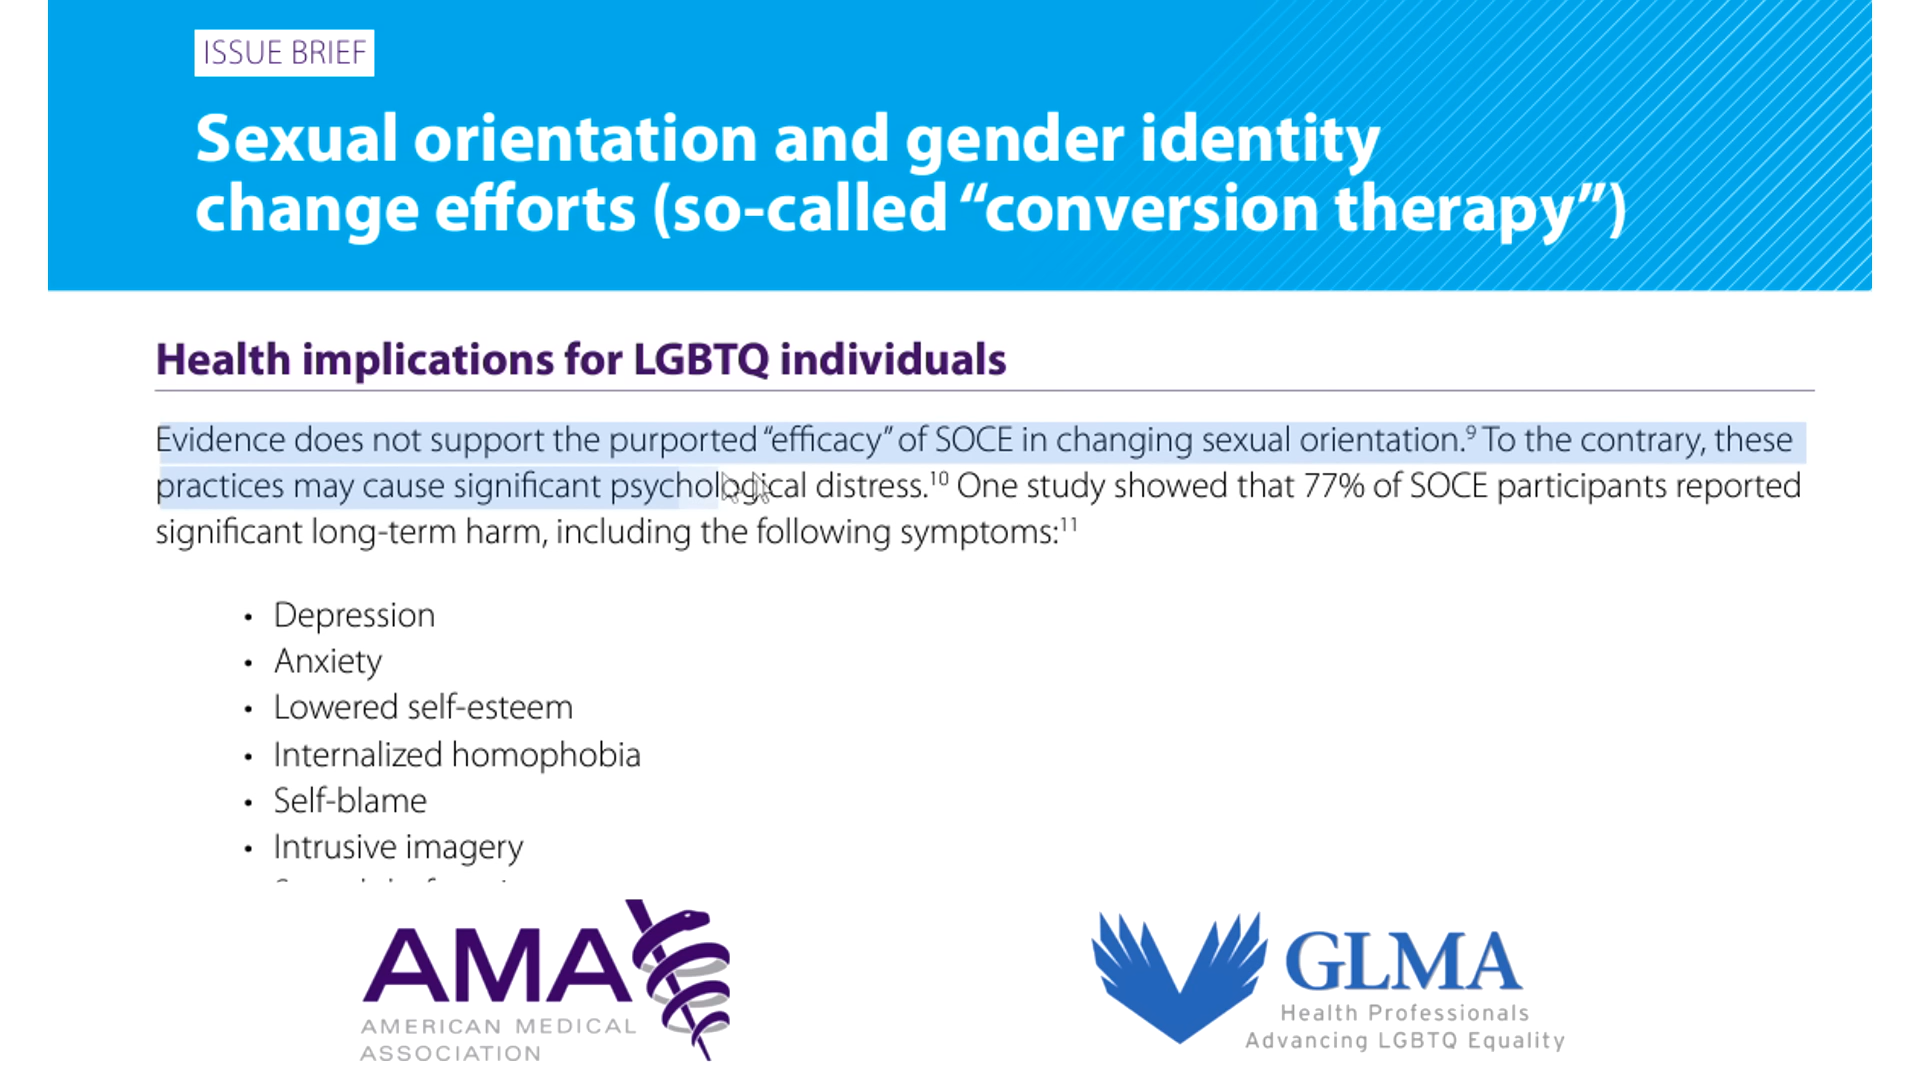 ISSUE BRIEF
Sexual orientation and gender identity
change efforts (so-called “conversion therapy”)
Health implications for LGBTQ individuals
Evidence does not support the purported “efficacy” of SOCE in changing sexual orientation.⁹ To the contrary, these
practices may cause significant psychological distress.¹⁰ One study showed that 77% of SOCE participants reported
significant long-term harm, including the following symptoms:¹¹
• Depression
• Anxiety
• Lowered self-esteem
• Internalized homophobia
• Self-blame
• Intrusive imagery
AMA
AMERICAN MEDICAL
ASSOCIATION
GLMA
Health Professionals
Advancing LGBTQ Equality